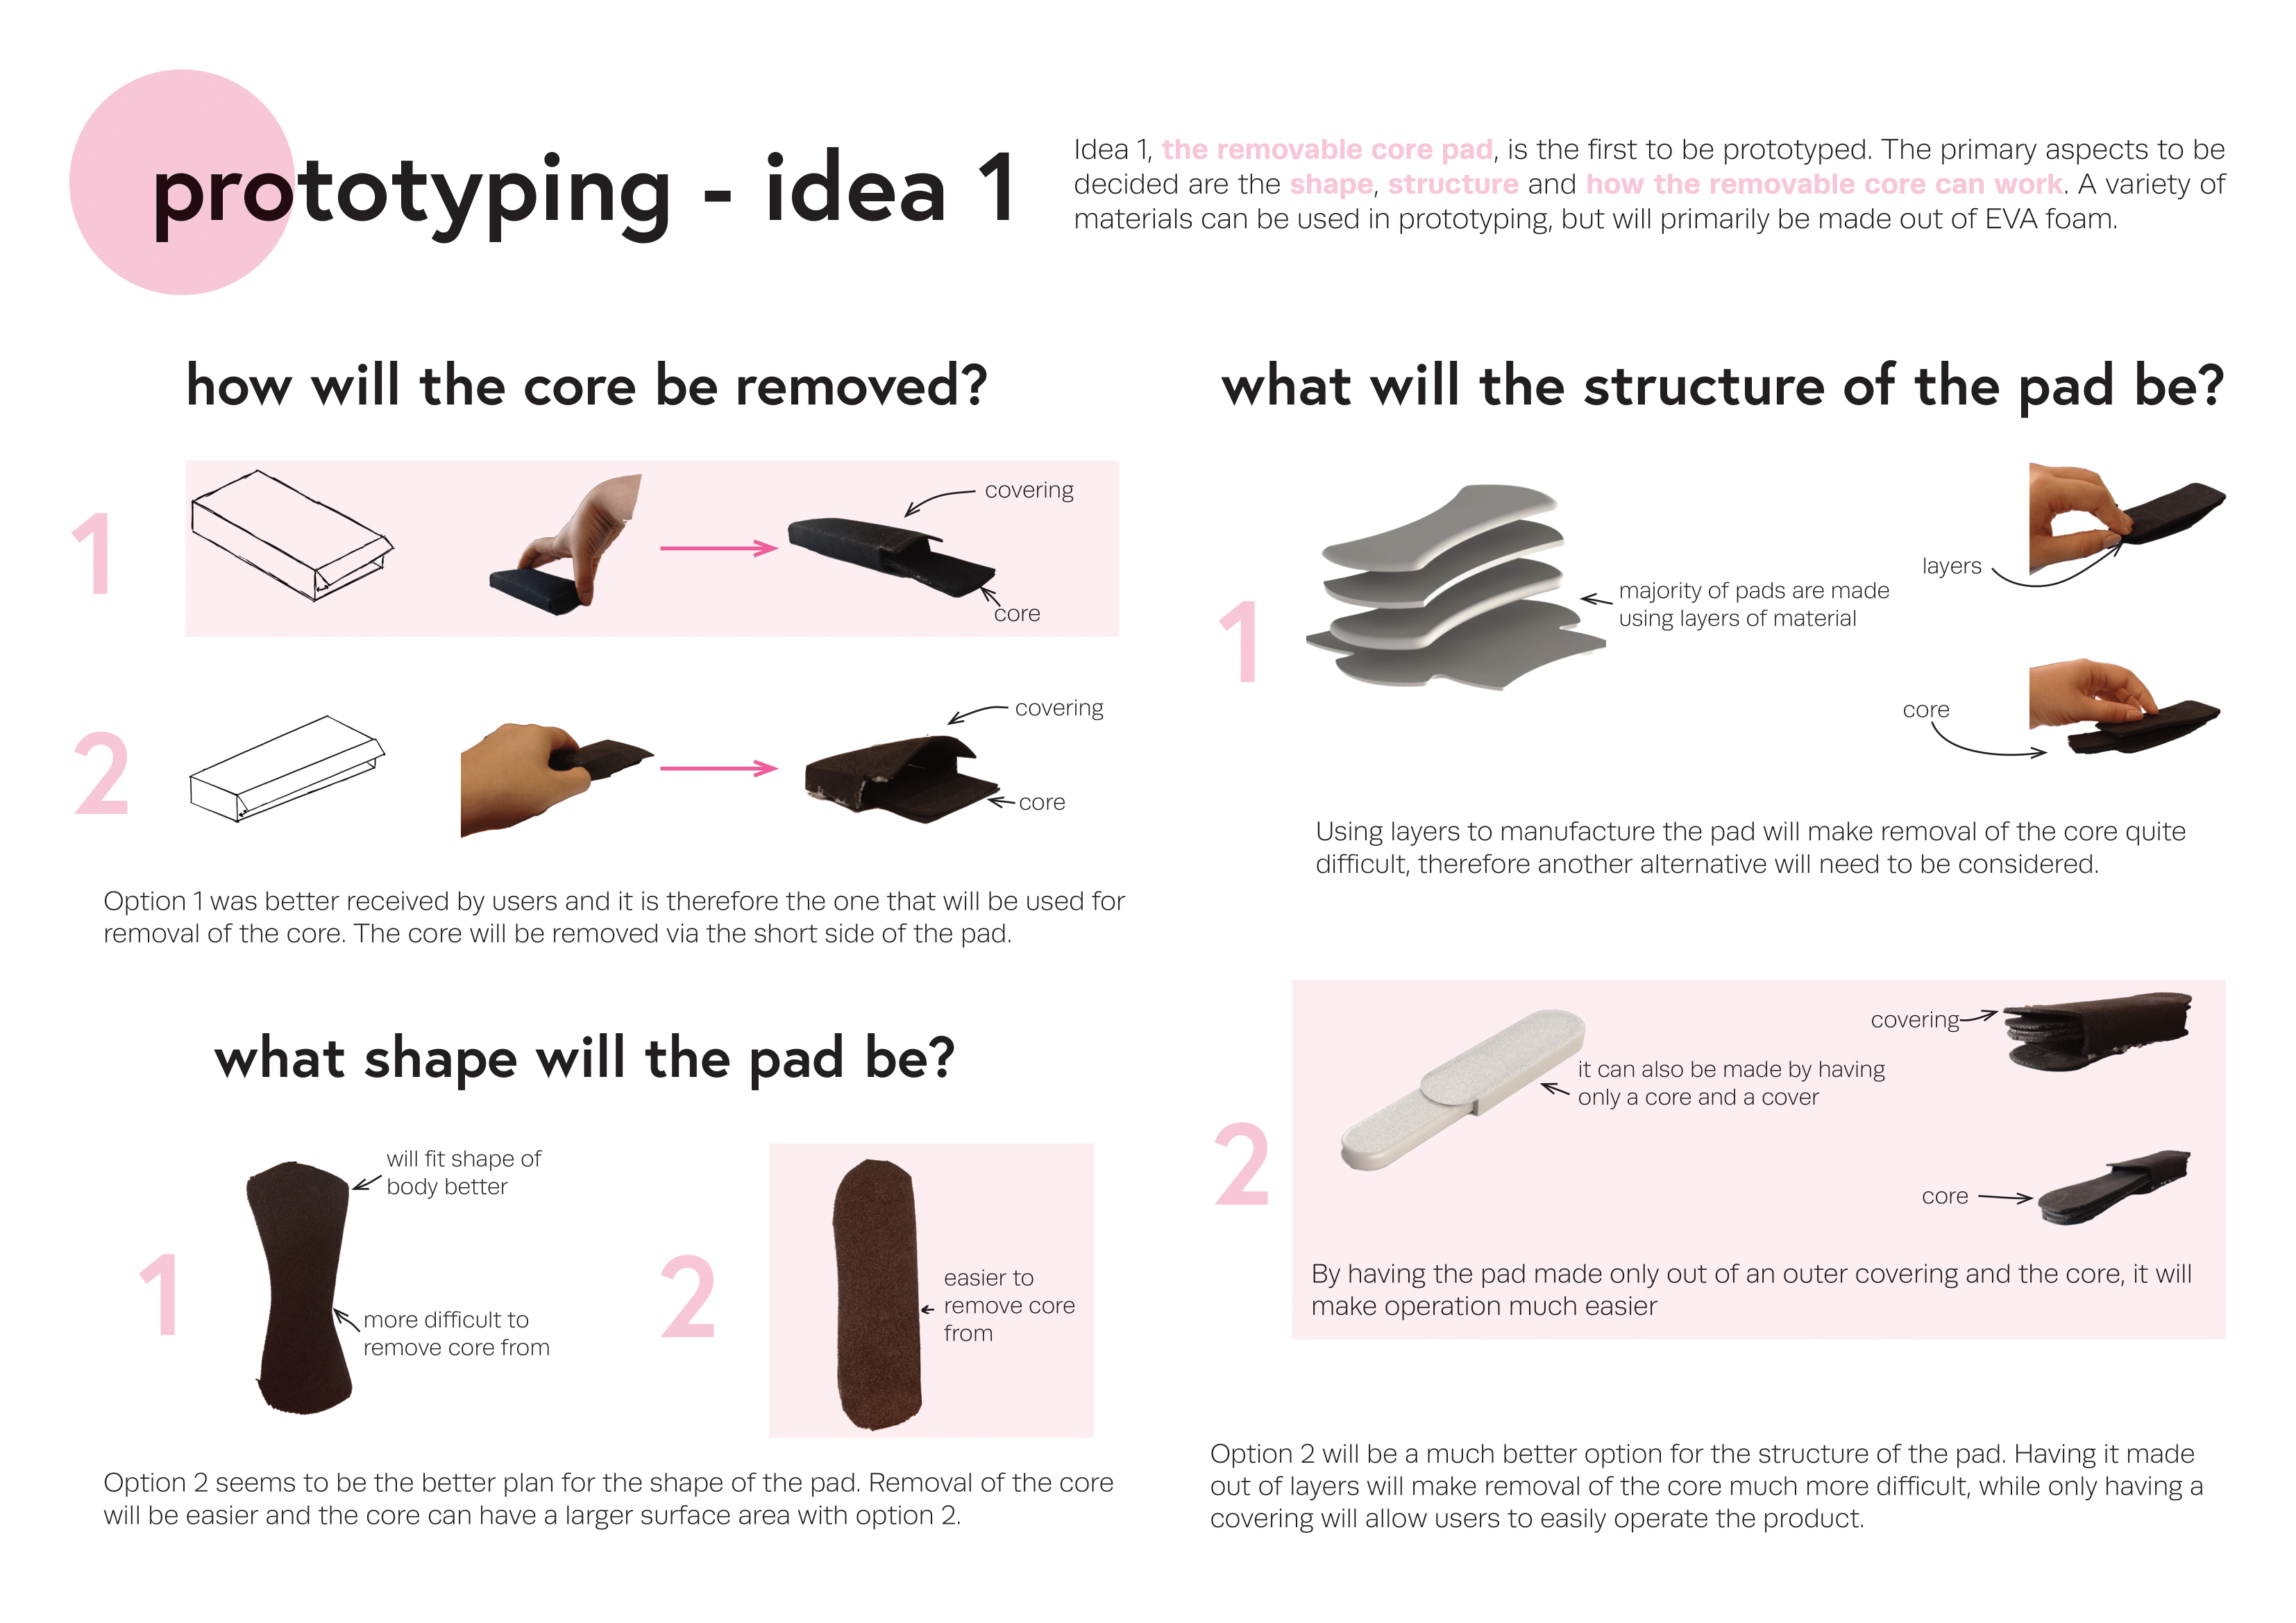 prototyping - idea 1
Idea 1, the removable core pad, is the first to be prototyped. The primary aspects to be
decided are the shape, structure and how the removable core can work. A variety of
materials can be used in prototyping, but will primarily be made out of EVA foam.
how will the core be removed?
1
covering
core
2
covering
core
Option 1 was better received by users and it is therefore the one that will be used for
removal of the core. The core will be removed via the short side of the pad.
what shape will the pad be?
1
will fit shape of
body better
more difficult to
remove core from
2
easier to
remove core
from
Option 2 seems to be the better plan for the shape of the pad. Removal of the core
will be easier and the core can have a larger surface area with option 2.
what will the structure of the pad be?
1
majority of pads are made
using layers of material
layers
core
Using layers to manufacture the pad will make removal of the core quite
difficult, therefore another alternative will need to be considered.
2
it can also be made by having
only a core and a cover
covering
core
By having the pad made only out of an outer covering and the core, it will
make operation much easier
Option 2 will be a much better option for the structure of the pad. Having it made
out of layers will make removal of the core much more difficult, while only having a
covering will allow users to easily operate the product.